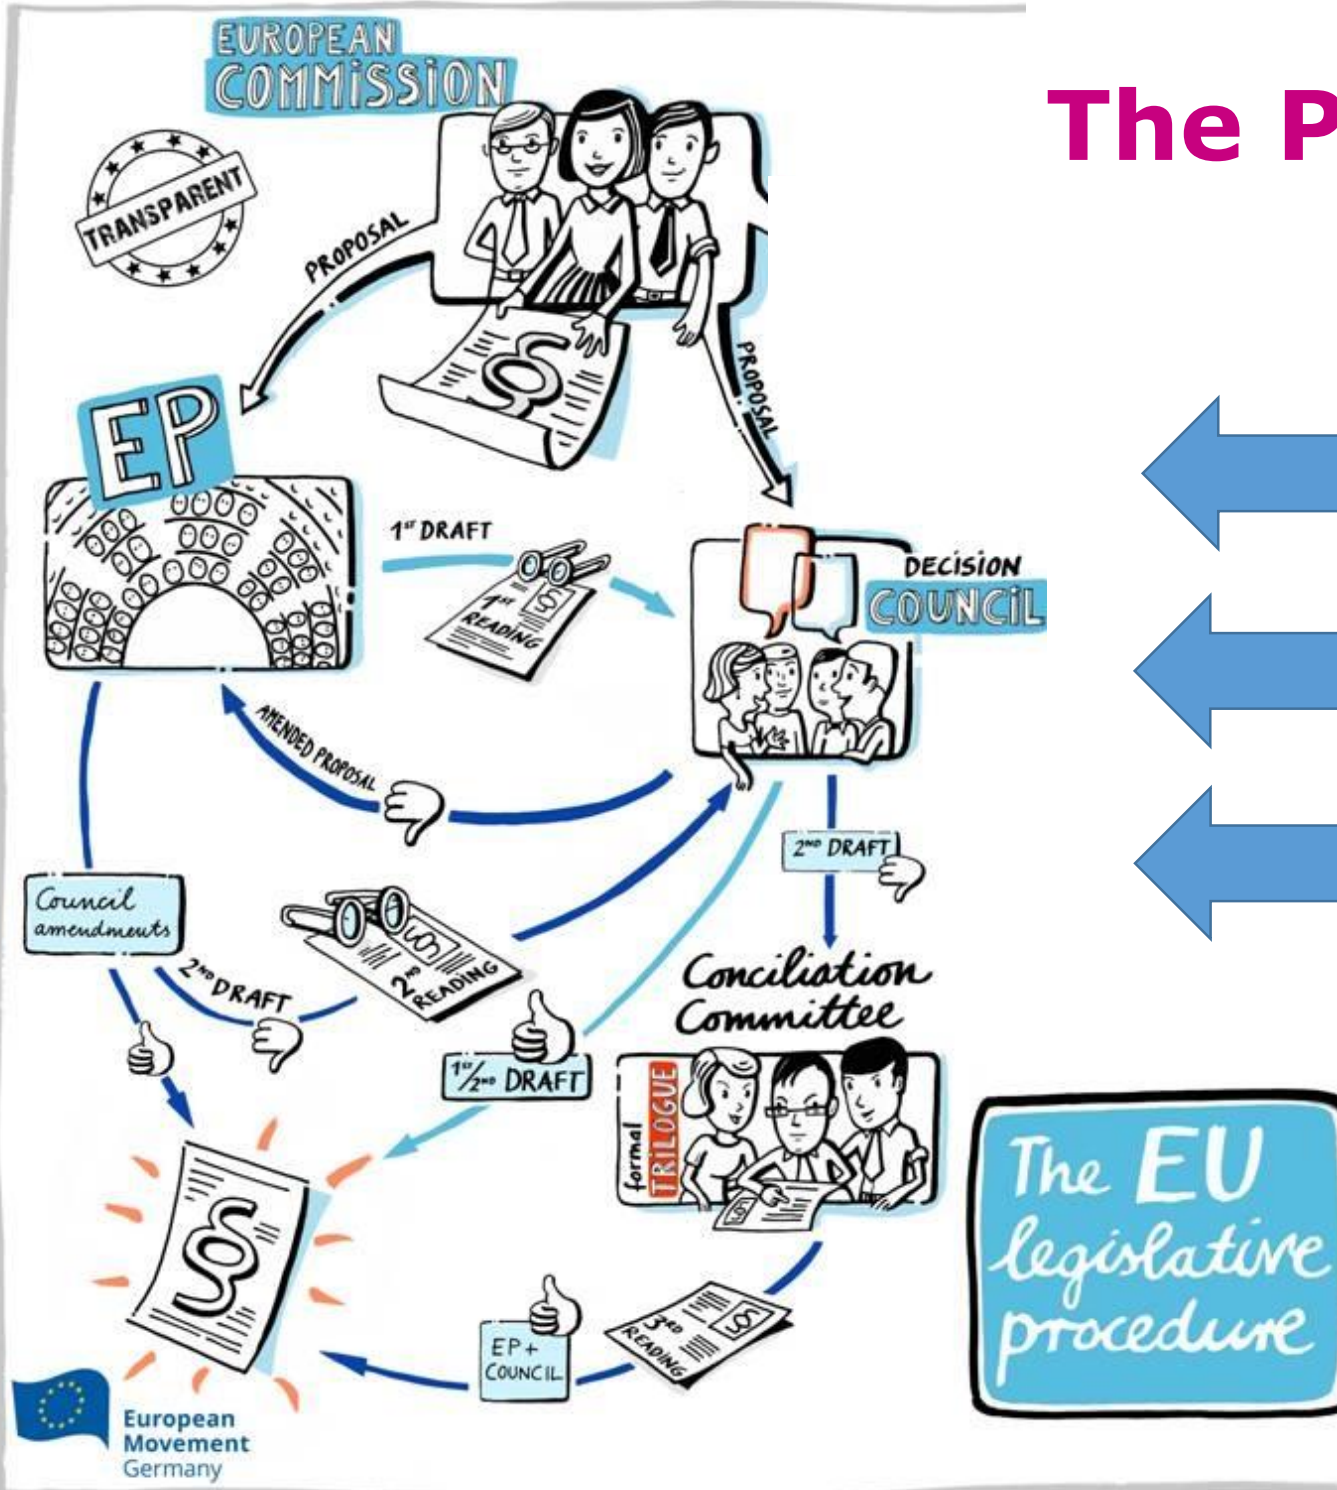 EUROPEAN
COMMISSION
The P
TRANSPARENT
PROPOSAL
PROPOSAL
§
EP
1ST DRAFT
§
1ST
READING
DECISION
COUNCIL
AMENDED PROPOSAL
2ND DRAFT
Council
amendments
2ND DRAFT
§
2ND
READING
Conciliation
Committee
1ST/2ND DRAFT
formal
TRILOGUE
§
The EU
legislative
procedure
§
§
3RD
READING
EP +
COUNCIL
European
Movement
Germany